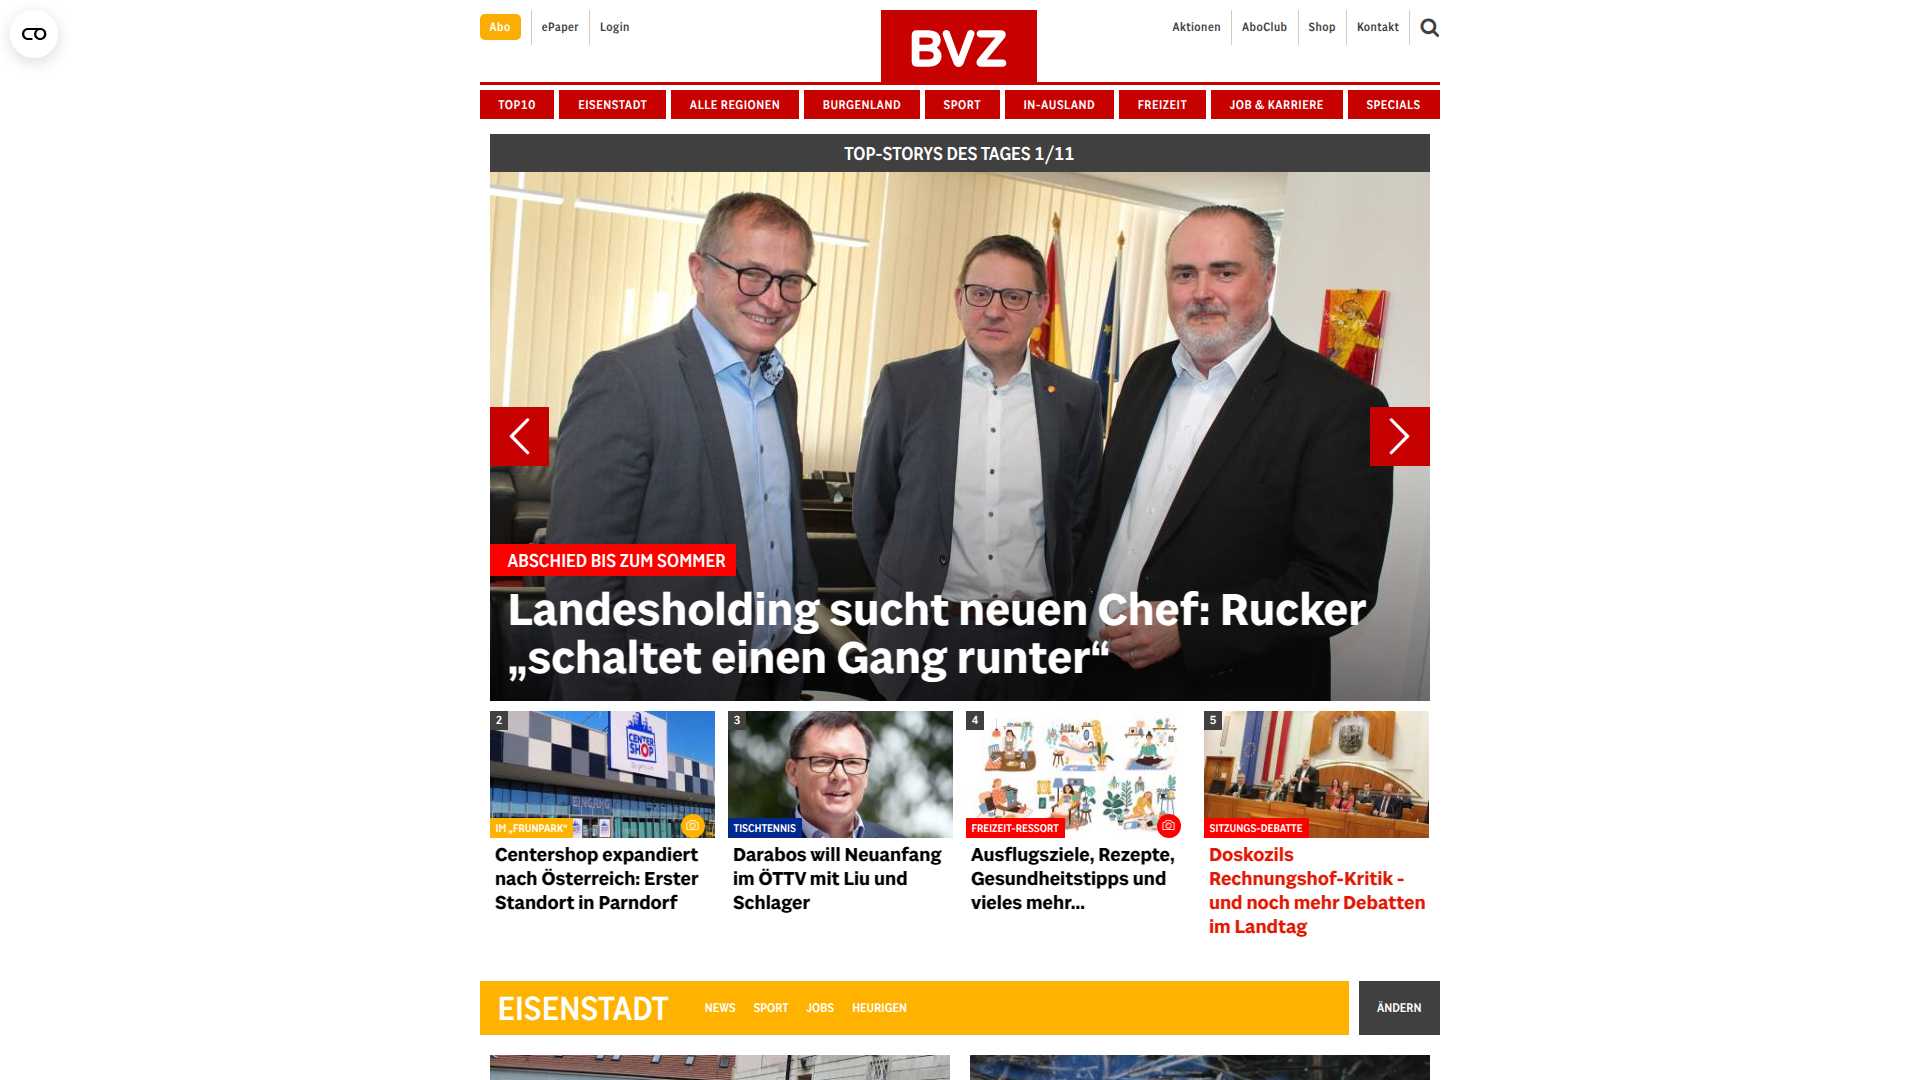 Abo
ePaper
Login
BVZ
Aktionen
AboClub
Shop
Kontakt
TOP10
EISENSTADT
ALLE REGIONEN
BURGENLAND
SPORT
IN-AUSLAND
FREIZEIT
JOB & KARRIERE
SPECIALS
TOP-STORYS DES TAGES 1/11
ABSCHIED BIS ZUM SOMMER
Landesholding sucht neuen Chef: Rucker
„schaltet einen Gang runter“
2
CENTER
SHOP
EINGANG
IM „FRUNPARK“
Centershop expandiert
nach Österreich: Erster
Standort in Parndorf
3
TISCHTENNIS
Darabos will Neuanfang
im ÖTTV mit Liu und
Schlager
4
FREIZEIT-RESSORT
Ausflugsziele, Rezepte,
Gesundheitstipps und
vieles mehr...
5
SITZUNGS-DEBATTE
Doskozils
Rechnungshof-Kritik -
und noch mehr Debatten
im Landtag
EISENSTADT
NEWS
SPORT
JOBS
HEURIGEN
ÄNDERN